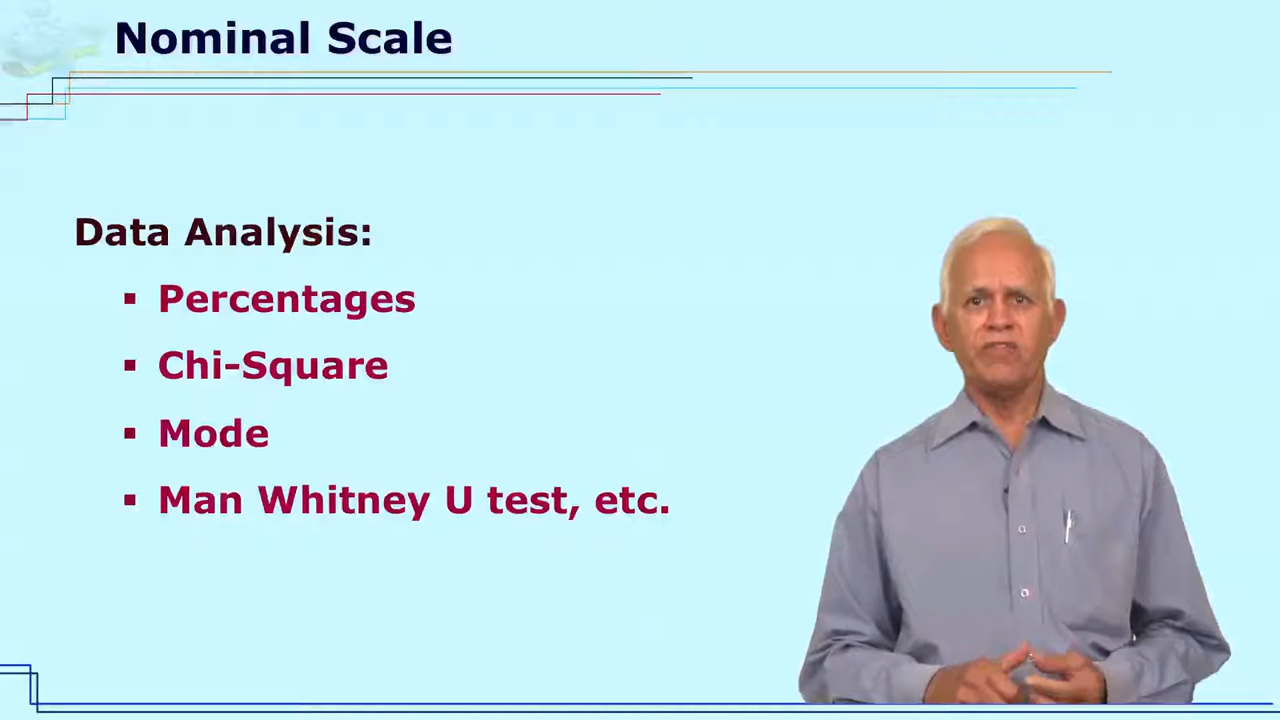 Nominal Scale
Data Analysis:
▪ Percentages
▪ Chi-Square
▪ Mode
▪ Man Whitney U test, etc.